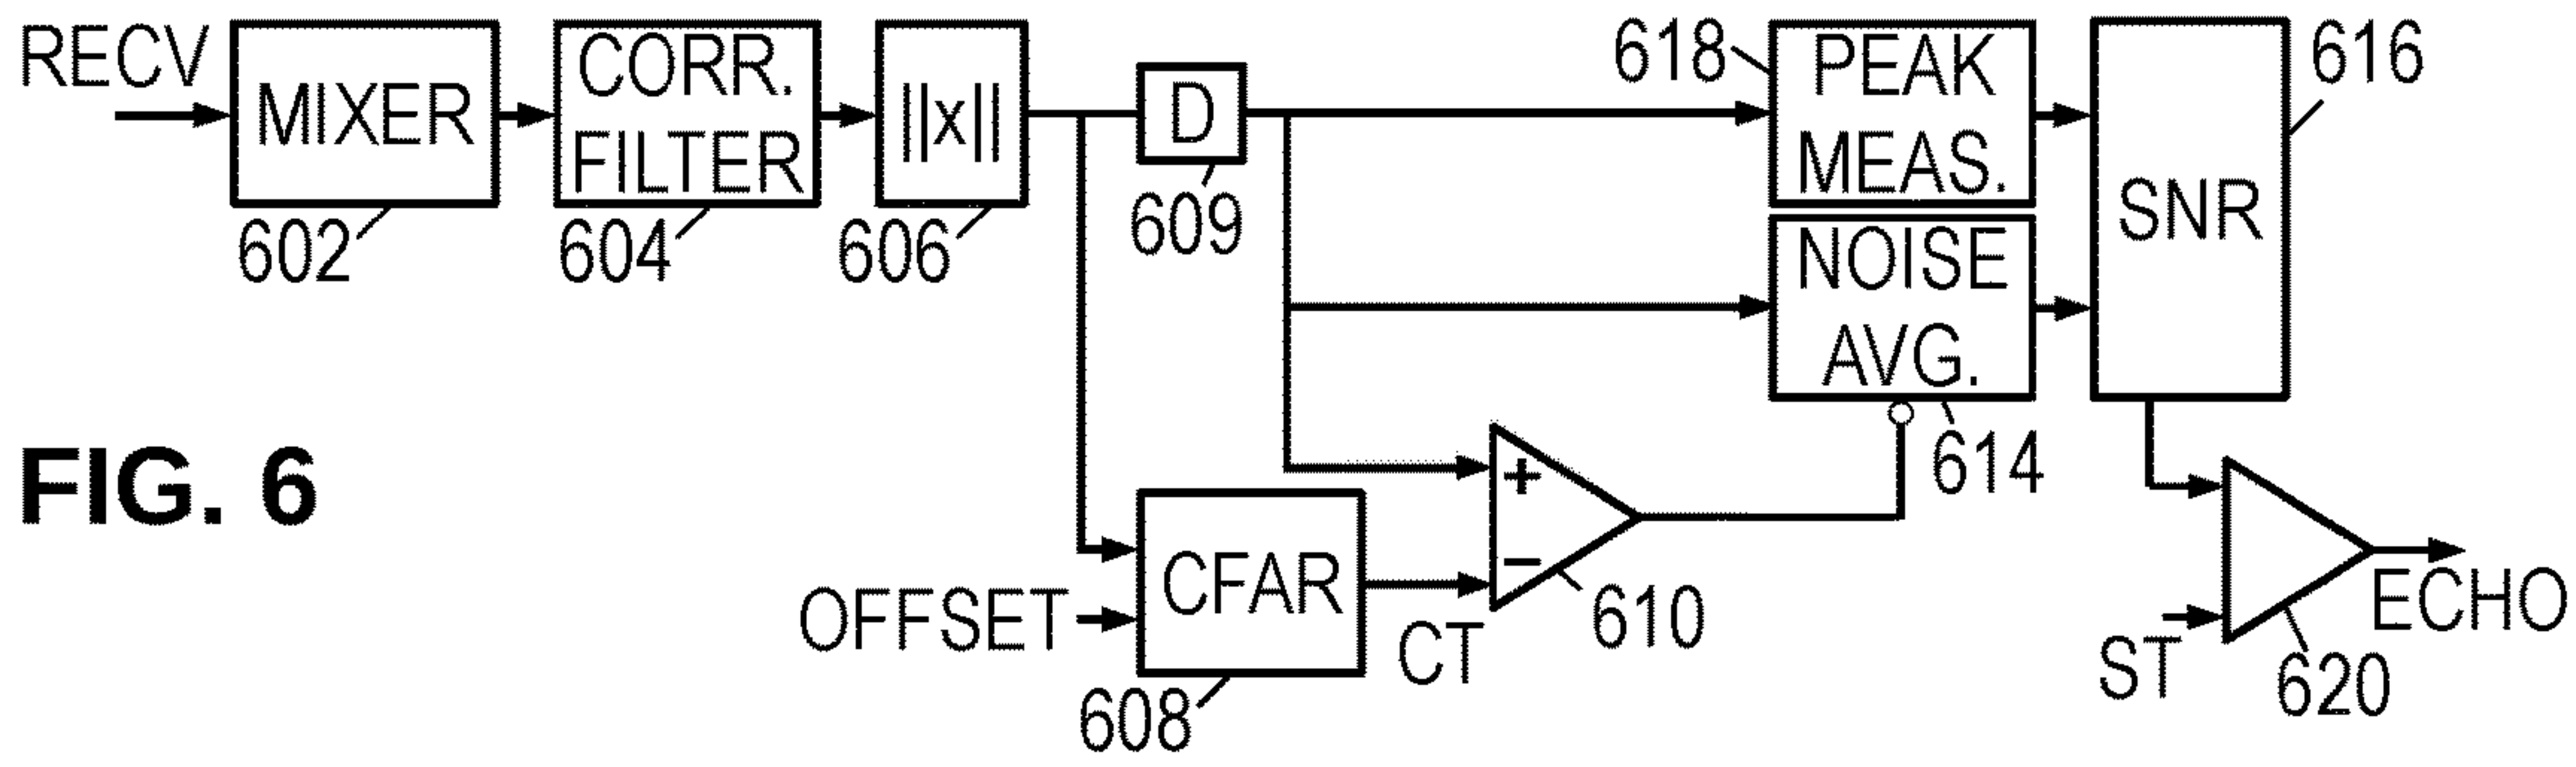 RECV
MIXER
602
CORR.
FILTER
604
||x||
606
D
609
618
PEAK
MEAS.
NOISE
AVG.
614
SNR
616
FIG. 6
OFFSET
CFAR
608
CT
+
−
610
ST
620
ECHO